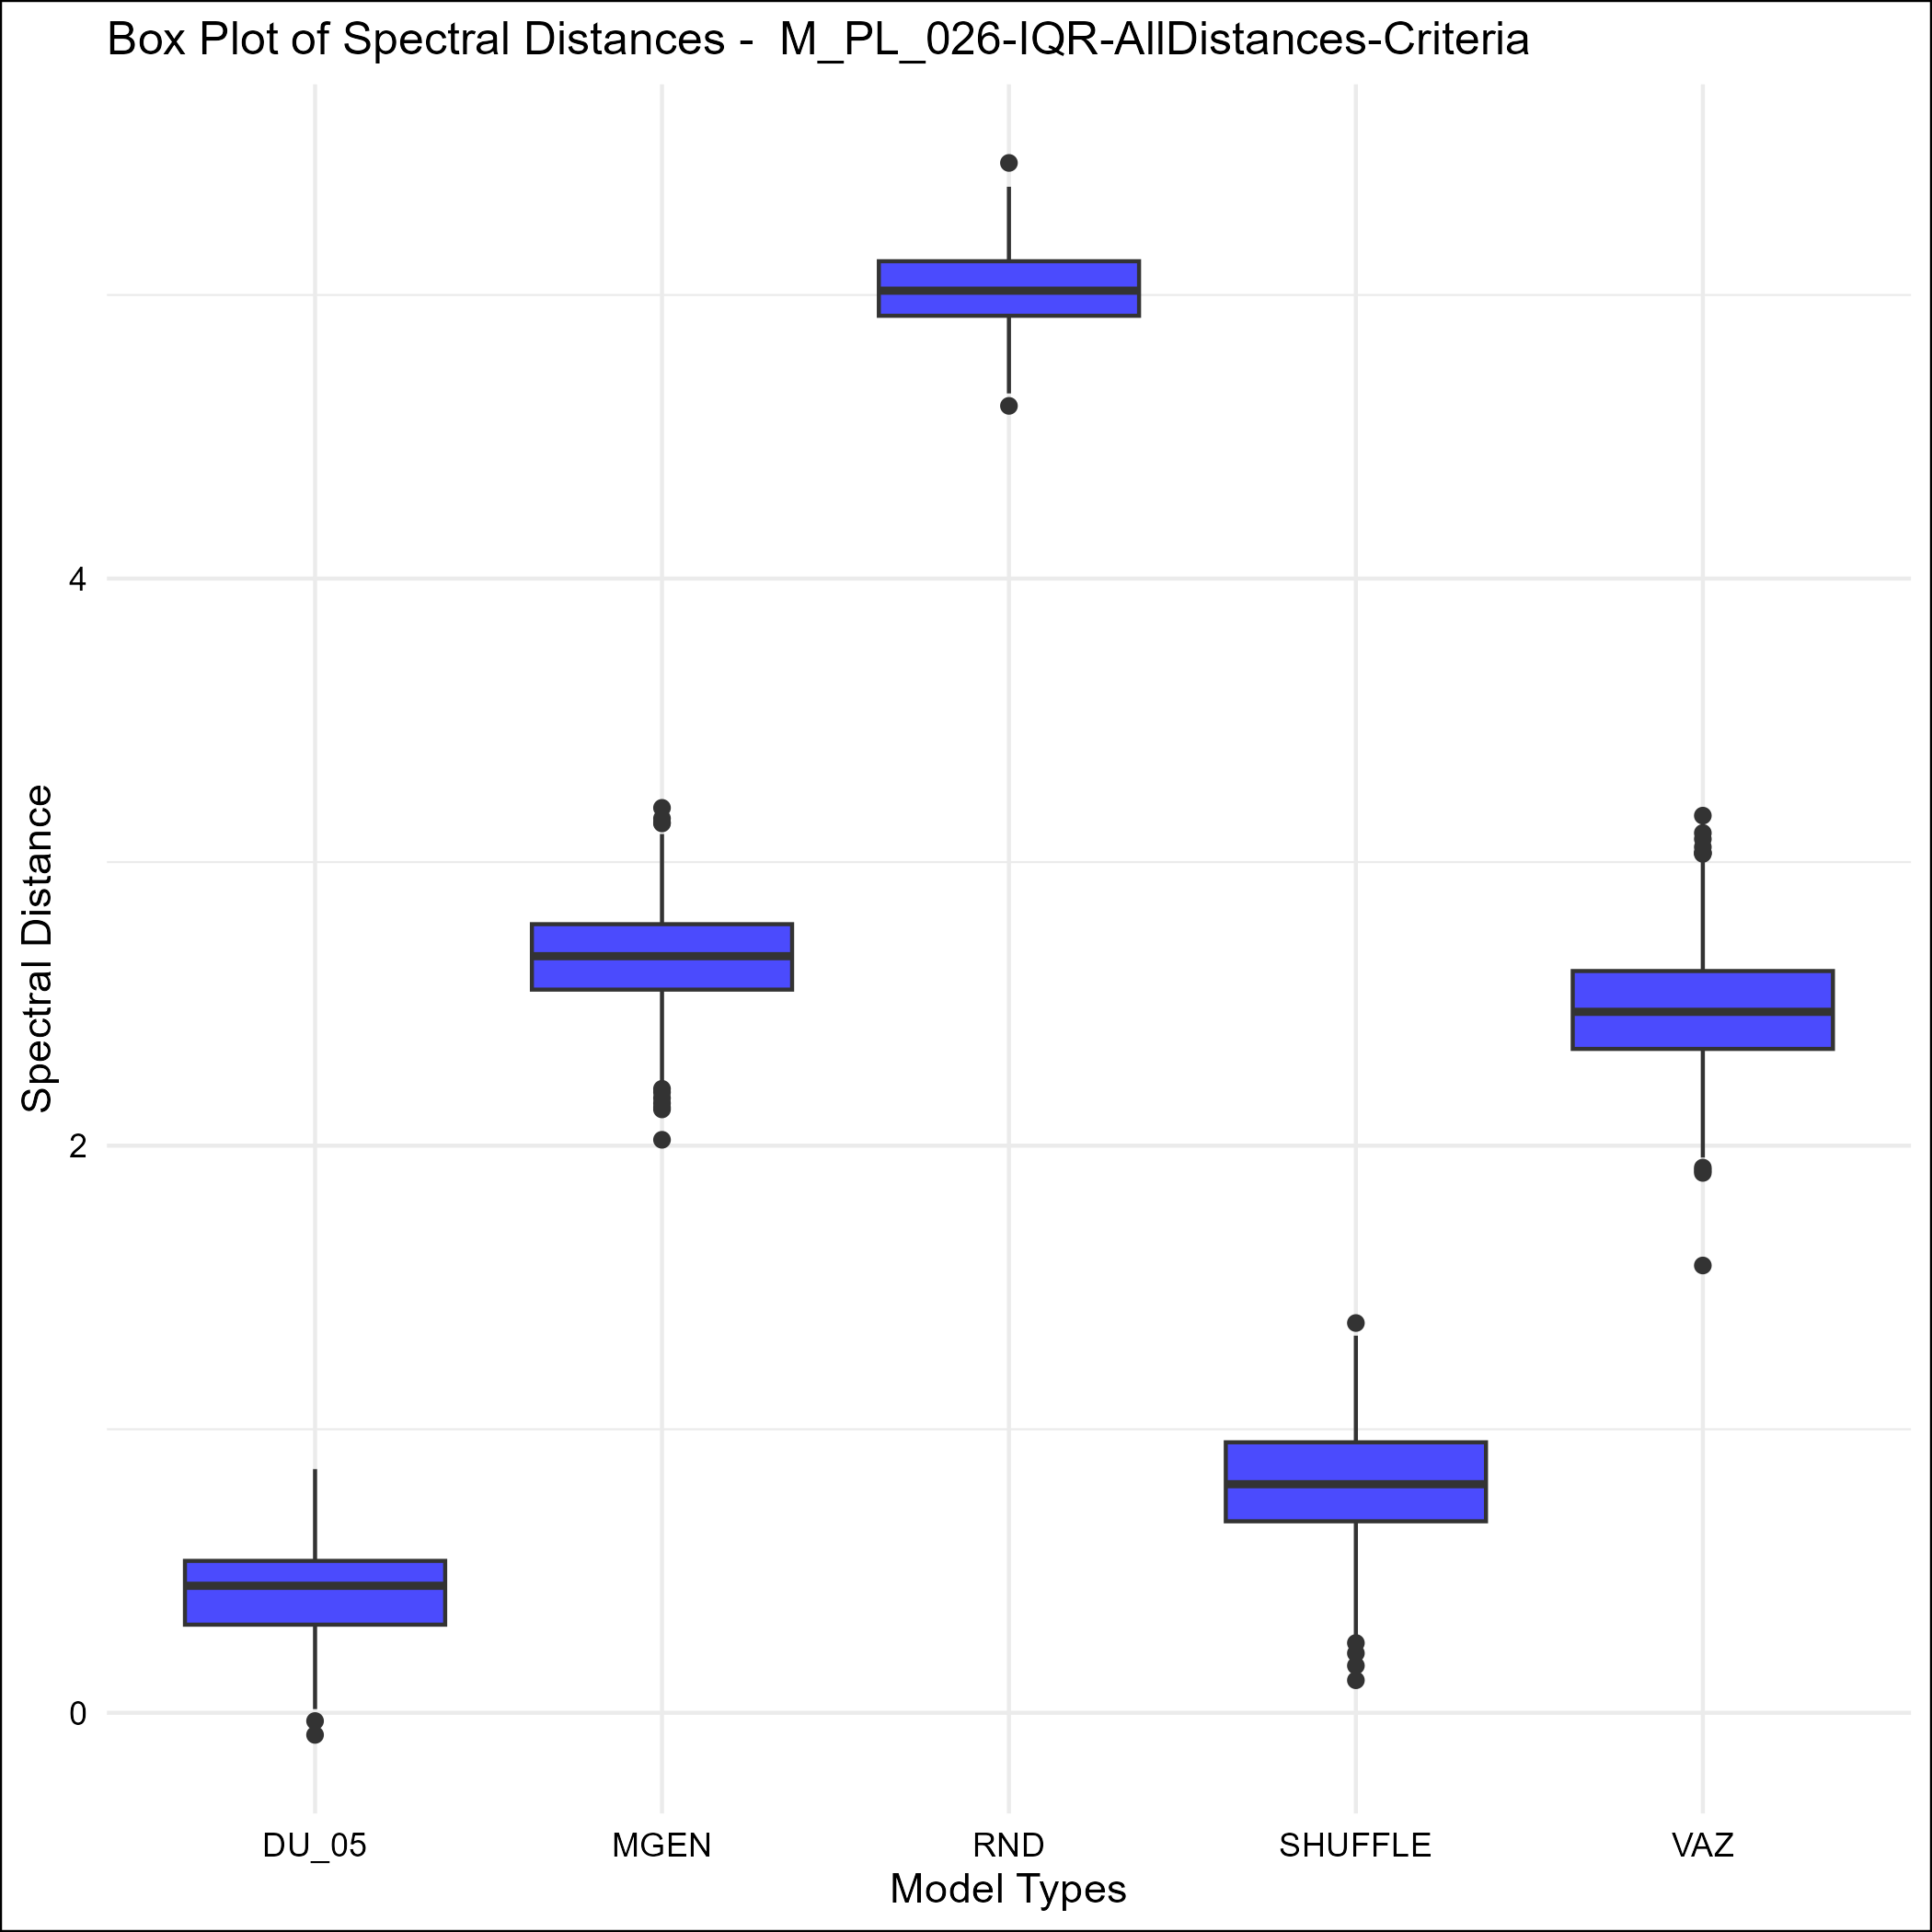 Box Plot of Spectral Distances -  M_PL_026-IQR-AllDistances-Criteria
Spectral Distance
4
2
0
DU_05
MGEN
RND
SHUFFLE
VAZ
Model Types